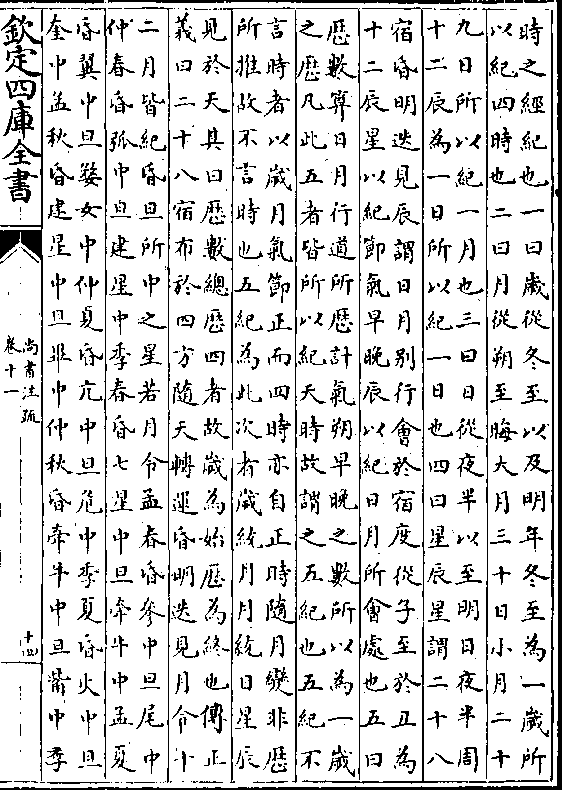 時之經紀也一曰歲從冬至以及明年冬至為一歲所
以紀四時也二曰月從朔至晦大月三十日小月二十
九日所以紀一月也三曰日從夜半以至明日夜半周
十二辰為一日所以紀一日也四曰星辰星謂二十八
宿昏明迭見辰謂日月別行會於宿度從子至於丑為
十二辰星以紀節氣早晚辰以紀日月所會處也五曰
歷數算日月行道所歷計氣朔早晚之數所以為一歲
之歷凡此五者皆所以紀天時故謂之五紀也五紀不
言時者以歲月氣節正而四時亦自正時隨月變非歷
所推故不言時也五紀為此次者歲統月月統日星辰
見於天其曰歷數總歷四者故歲為始歷為終也傳正
義曰二十八宿布於四方隨天轉運昏明迭見月令十
二月皆紀昏旦所中之星若月令孟春昏參中旦尾中
仲春昏弧中旦建星中季春昏七星中旦牽牛中孟夏
昏翼中旦婺女中仲夏昏亢中旦危中季夏昏火中旦
奎中孟秋昏建星中旦畢中仲秋昏牽牛中旦觜中季
欽定四庫全書
尚書注疏
卷十一
十四